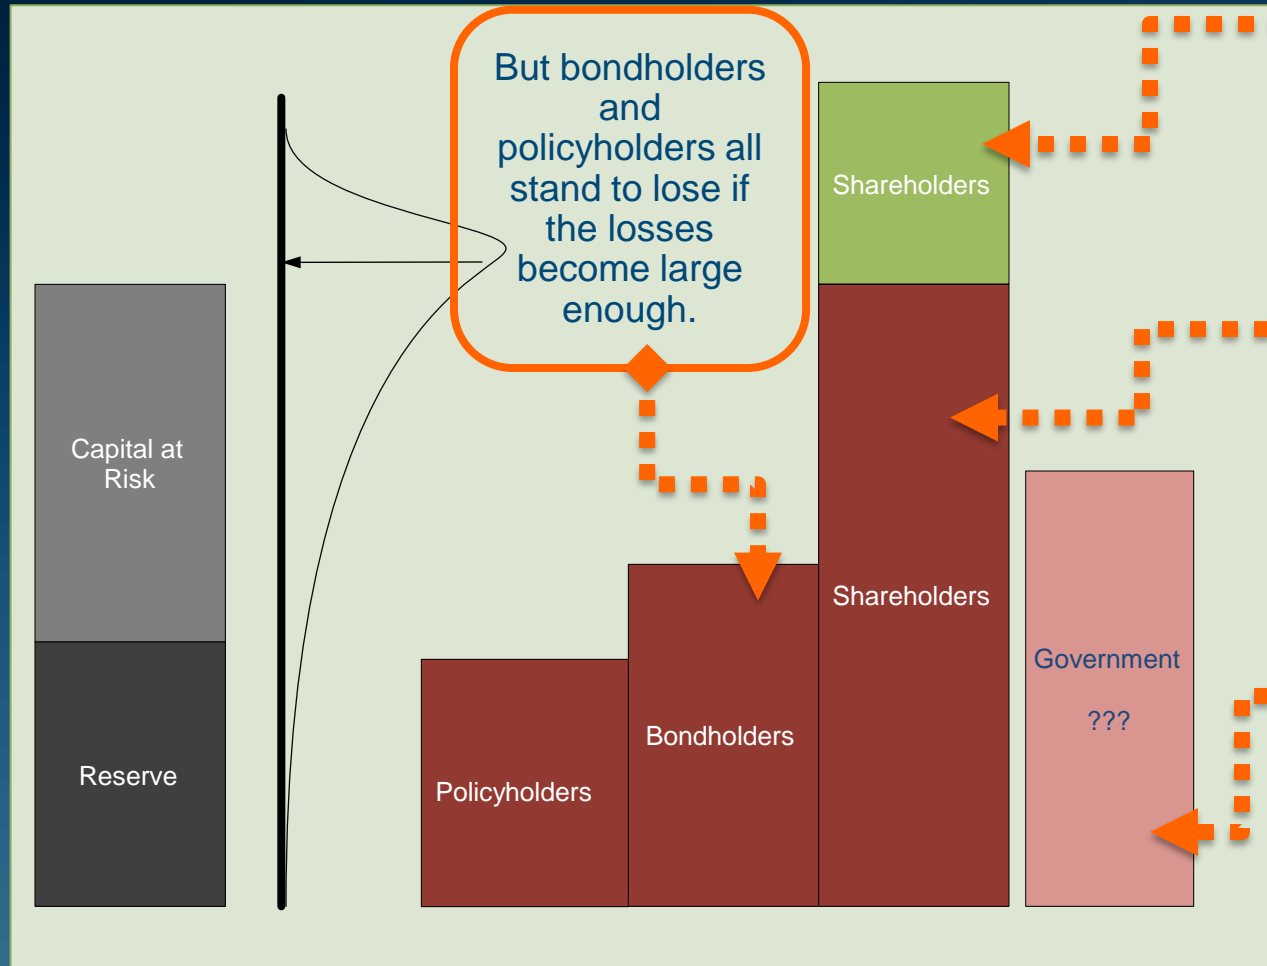 But bondholders
and
policyholders all
stand to lose if
the losses
become large
enough.
Shareholders
Capital at
Risk
Shareholders
Government
???
Bondholders
Reserve
Policyholders